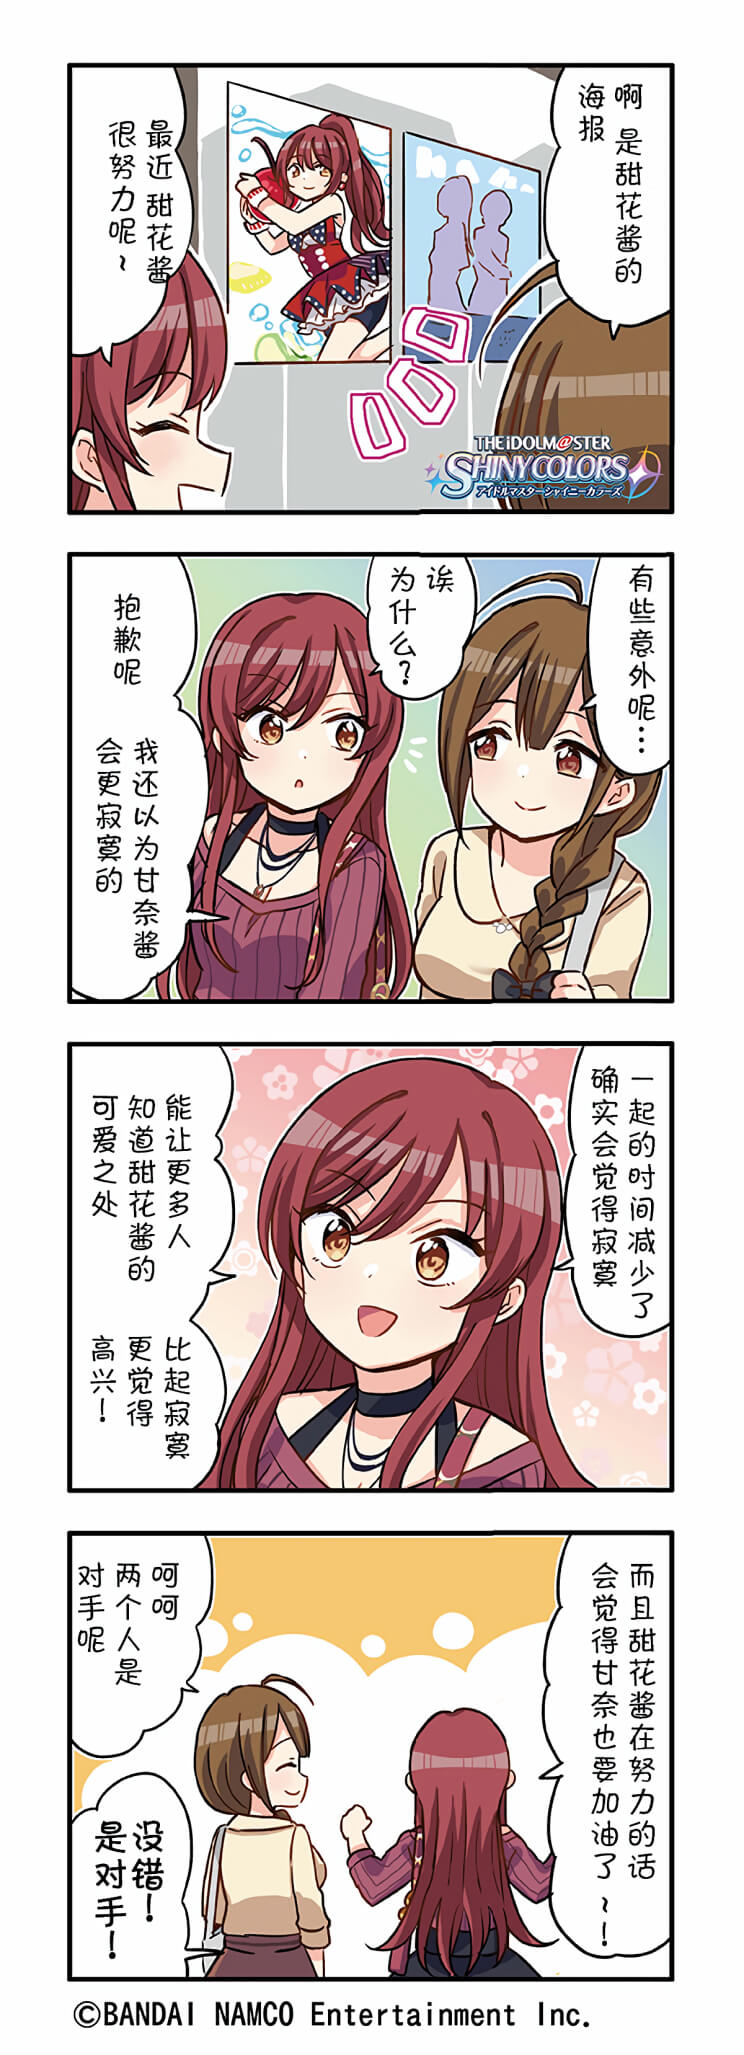 啊 是甜花酱的
海报
最近 甜花酱
很努力呢~
THE iDOLM@STER
SHINYCOLORS
アイドルマスターシャイニーカラーズ
有些意外呢…
诶
为什么?
抱歉呢
我还以为甘奈酱
会更寂寞的
一起的时间减少了
确实会觉得寂寞
能让更多人
知道甜花酱的
可爱之处
比起寂寞
更觉得
高兴!
而且甜花酱在努力的话
会觉得甘奈也要加油了~!
呵呵
两个人是
对手呢
没错!
是对手!
©BANDAI NAMCO Entertainment Inc.